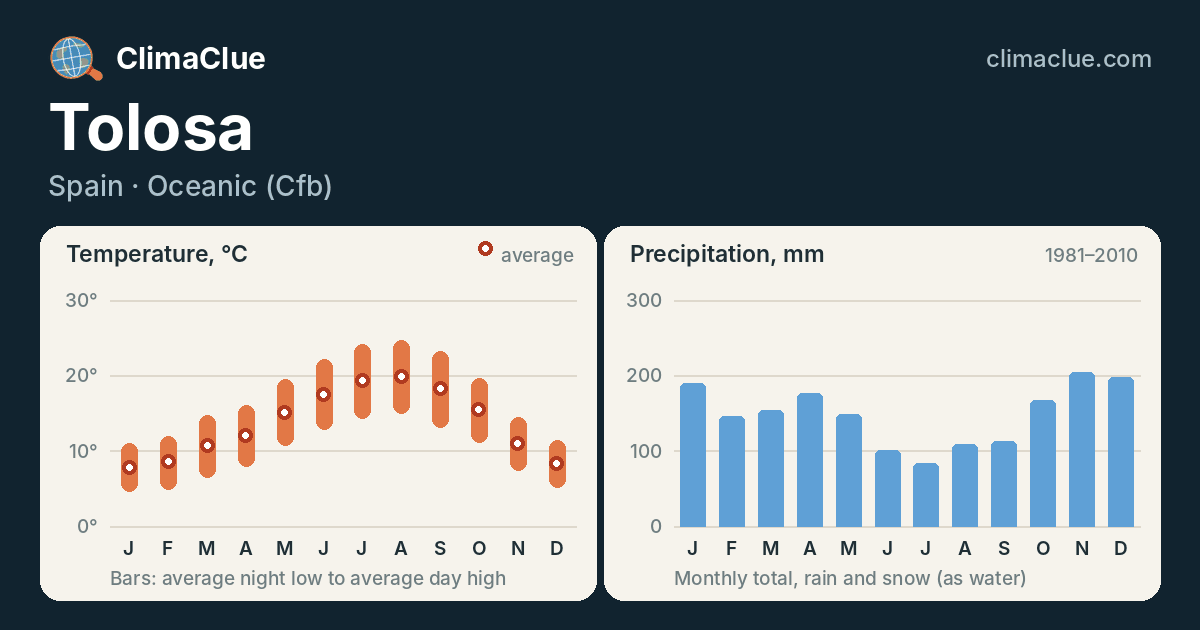 ClimaClue
climaclue.com
Tolosa
Spain · Oceanic (Cfb)
Temperature, °C
average
30°
20°
10°
0°
J F M A M J J A S O N D
Bars: average night low to average day high
Precipitation, mm
1981–2010
300
200
100
0
J F M A M J J A S O N D
Monthly total, rain and snow (as water)